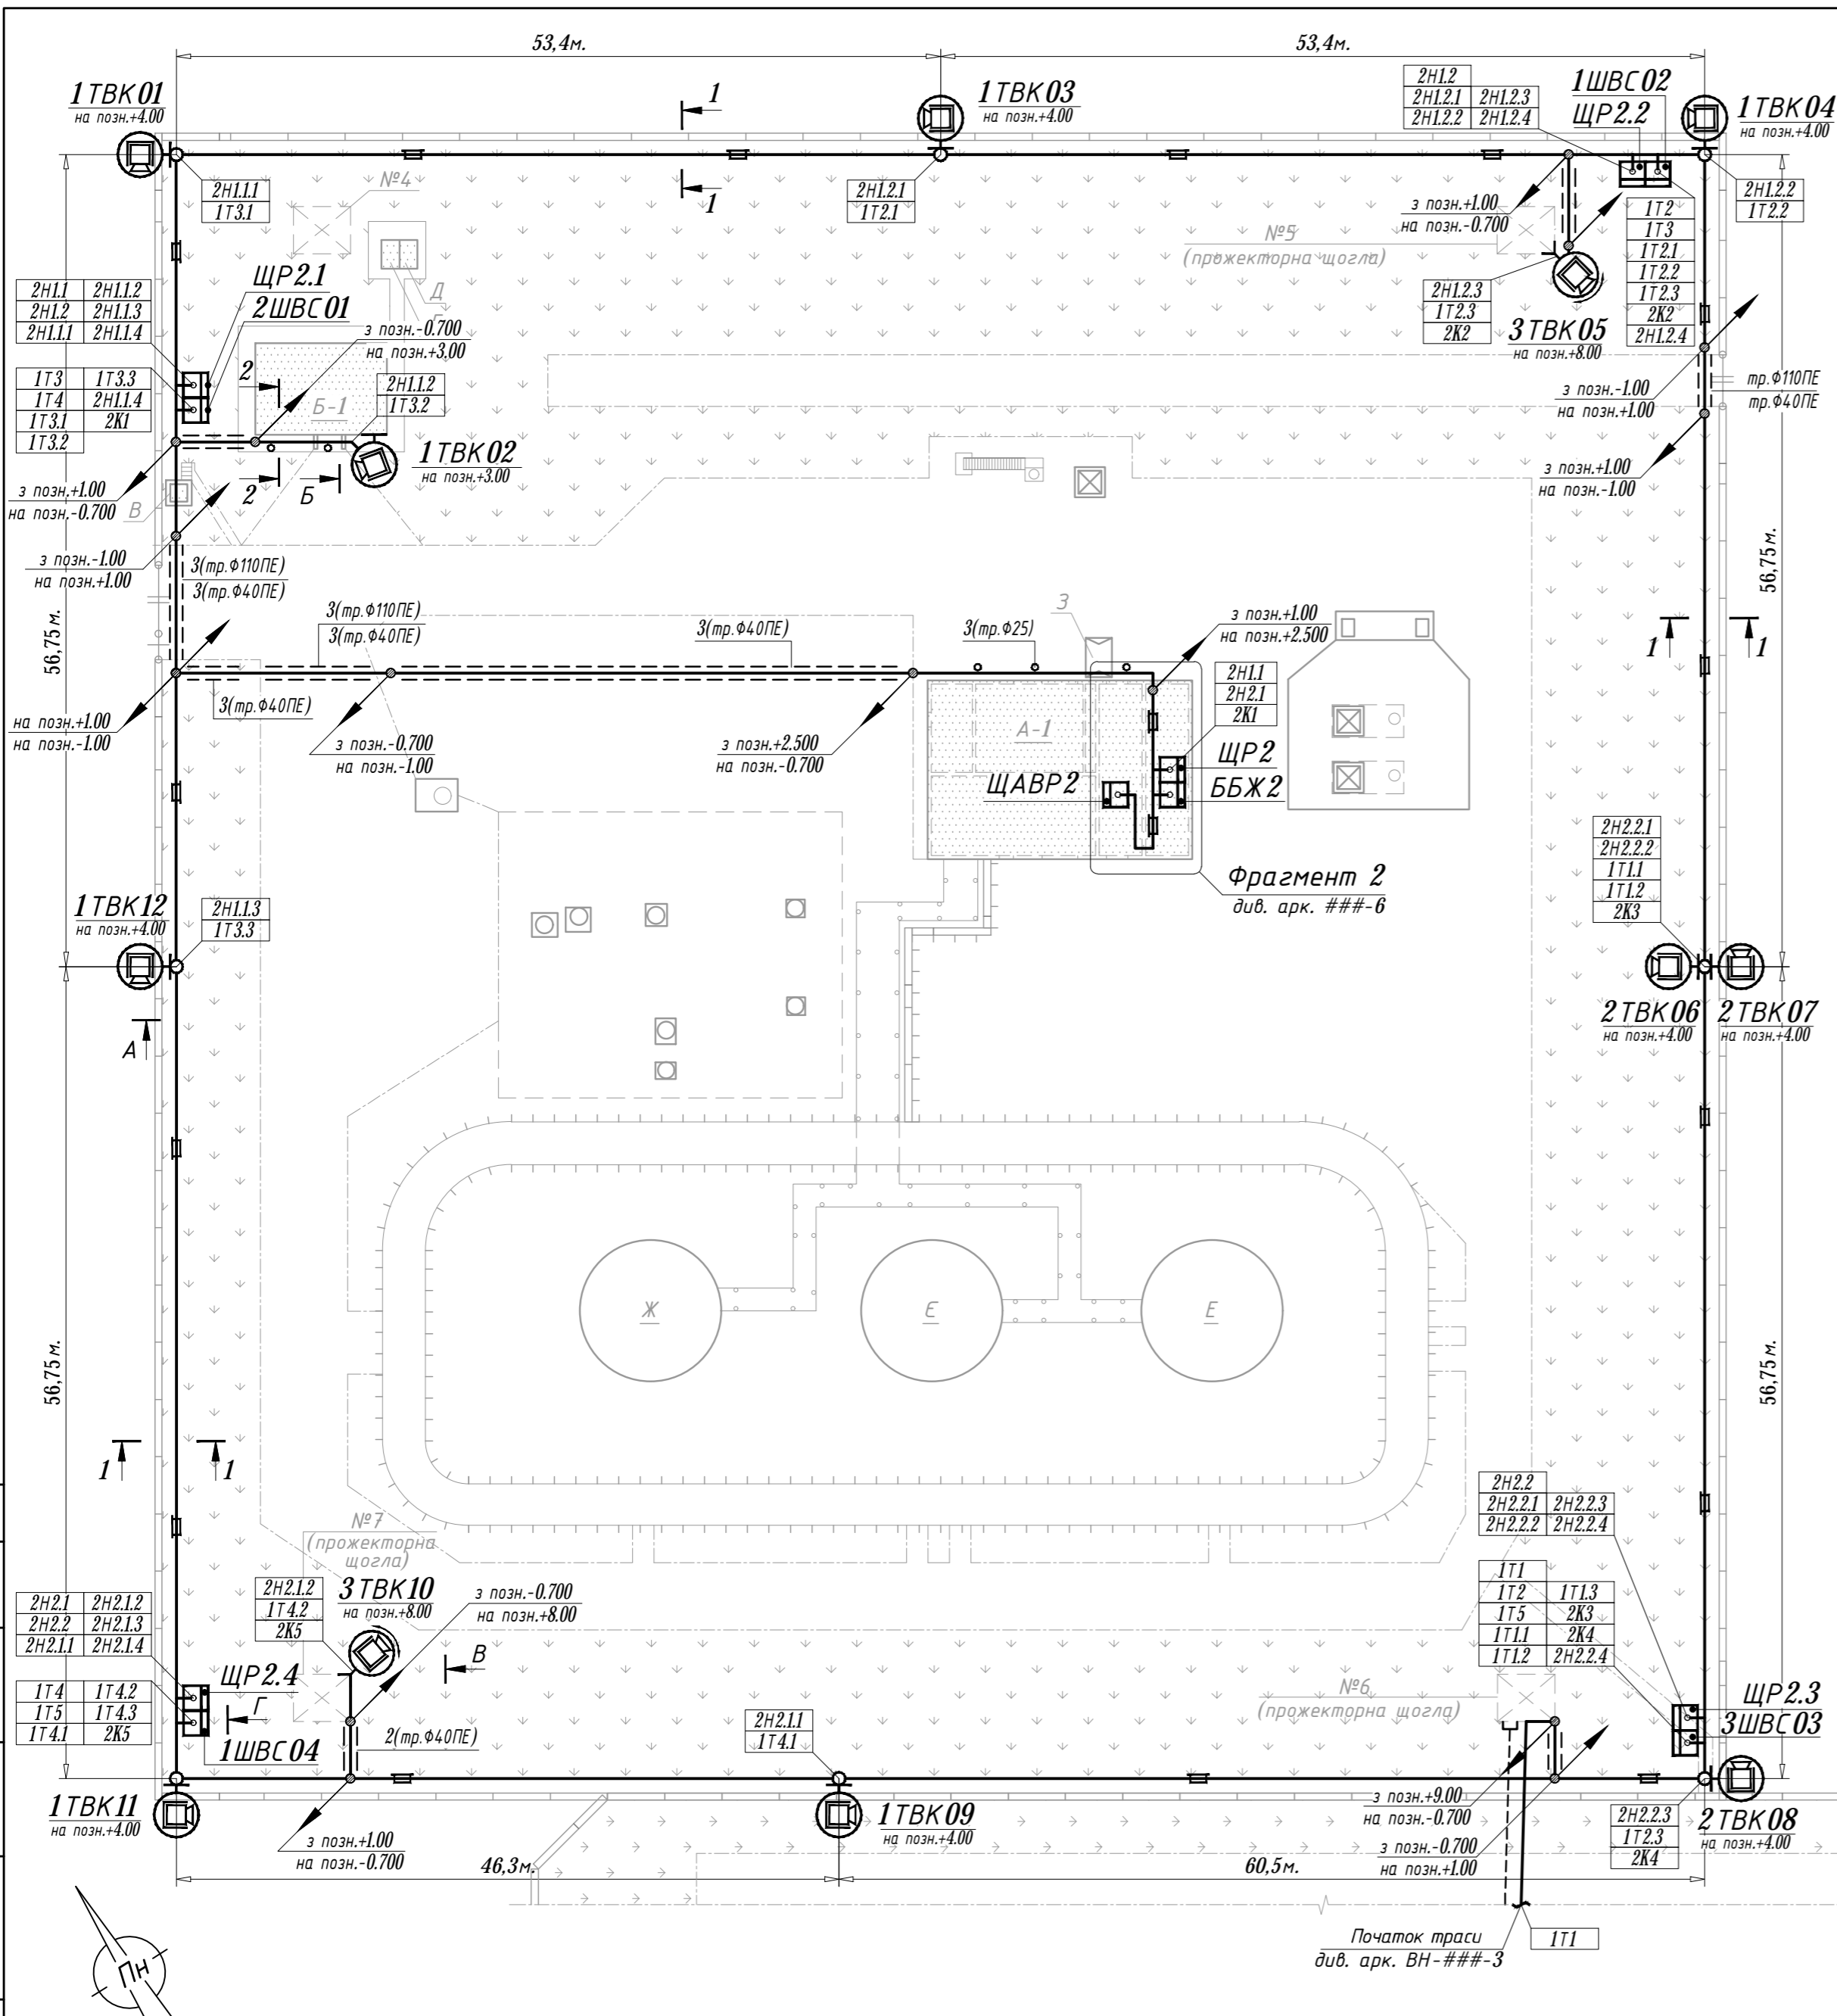 53,4м.
53,4м.
1ТВК01
на позн.+4.00
1
1ТВК03
на позн.+4.00
2Н1.2
2Н1.2.1 2Н1.2.3
2Н1.2.2 2Н1.2.4
1ШВС02
ЩР2.2
1ТВК04
на позн.+4.00
2Н1.1.1
1Т3.1
№4
1
2Н1.2.1
1Т2.1
з позн.+1.00
на позн.-0.700
2Н1.2.2
1Т2.2
№5
(прожекторна щогла)
1Т2
1Т3
1Т2.1
1Т2.2
1Т2.3
2К2
2Н1.2.4
2Н1.2.3
1Т2.3
2К2
3ТВК05
на позн.+8.00
2Н1.1 2Н1.1.2
2Н1.2 2Н1.1.3
2Н1.1.1 2Н1.1.4
ЩР2.1
2ШВС01
Д
з позн.-0.700
на позн.+3.00
1Т3 1Т3.3
1Т4 2Н1.1.4
1Т3.1 2К1
1Т3.2
2
Б-1
2Н1.1.2
1Т3.2
1ТВК02
на позн.+3.00
2
Б
з позн.+1.00
на позн.-0.700
В
з позн.-1.00
на позн.+1.00
тр.Φ110ПЕ
тр.Φ40ПЕ
з позн.-1.00
на позн.+1.00
з позн.+1.00
на позн.-1.00
56,75м.
56,75м.
3(тр.Φ110ПЕ)
3(тр.Φ40ПЕ)
3(тр.Φ110ПЕ)
3(тр.Φ40ПЕ)
3(тр.Φ40ПЕ)
3(тр.Φ25)
З
з позн.+1.00
на позн.+2.500
1
1
на позн.+1.00
на позн.-1.00
3(тр.Φ40ПЕ)
з позн.-0.700
на позн.-1.00
з позн.+2.500
на позн.-0.700
А-1
2Н1.1
2Н2.1
2К1
ЩР2
ББЖ2
ЩАВР2
Фрагмент 2
див. арк. ###-6
2Н2.2.1
2Н2.2.2
1Т1.1
1Т1.2
2К3
1ТВК12
на позн.+4.00
2Н1.1.3
1Т3.3
А
2ТВК06
на позн.+4.00
2ТВК07
на позн.+4.00
Ж
Є
Е
56,75м.
56,75м.
1
1
№7
(прожекторна
щогла)
2Н2.2
2Н2.2.1 2Н2.2.3
2Н2.2.2 2Н2.2.4
1Т1
1Т2 1Т1.3
1Т5 2К3
1Т1.1 2К4
1Т1.2 2Н2.2.4
2Н2.1 2Н2.1.2
2Н2.2 2Н2.1.3
2Н2.1.1 2Н2.1.4
2Н2.1.2
1Т4.2
2К5
3ТВК10
на позн.+8.00
з позн.-0.700
на позн.+8.00
В
ЩР2.4
Г
1Т4 1Т4.2
1Т5 1Т4.3
1Т4.1 2К5
1ШВС04
2(тр.Φ40ПЕ)
2Н2.1.1
1Т4.1
№6
(прожекторна щогла)
ЩР2.3
3ШВС03
1ТВК11
на позн.+4.00
з позн.+1.00
на позн.-0.700
1ТВК09
на позн.+4.00
з позн.+9.00
на позн.-0.700
з позн.-0.700
на позн.+1.00
2Н2.2.3
1Т2.3
2К4
2ТВК08
на позн.+4.00
46,3м.
60,5м.
Початок траси
див. арк. ВН-###-3
1Т1
ПН